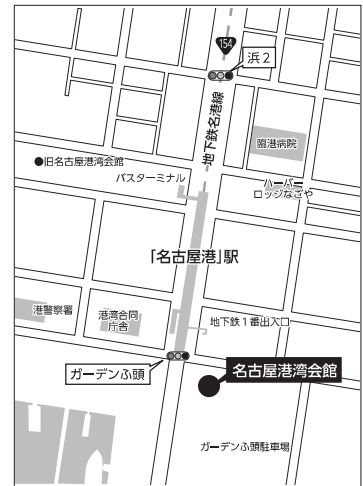 154
浜2
地下鉄名港線
臨港病院
●旧名古屋港湾会館
バスターミナル
ハーバー
ロッジなごや
「名古屋港」駅
港警察署
港湾合同
庁舎
地下鉄1番出入口
ガーデンふ頭
名古屋港湾会館
ガーデンふ頭駐車場